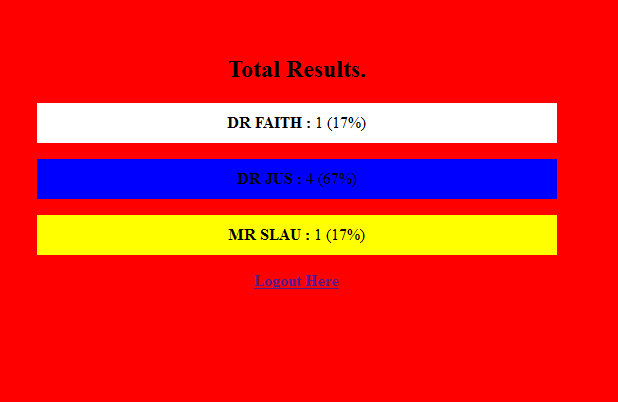 Total Results.
DR FAITH : 1 (17%)
DR JUS : 4 (67%)
MR SLAU : 1 (17%)
Logout Here